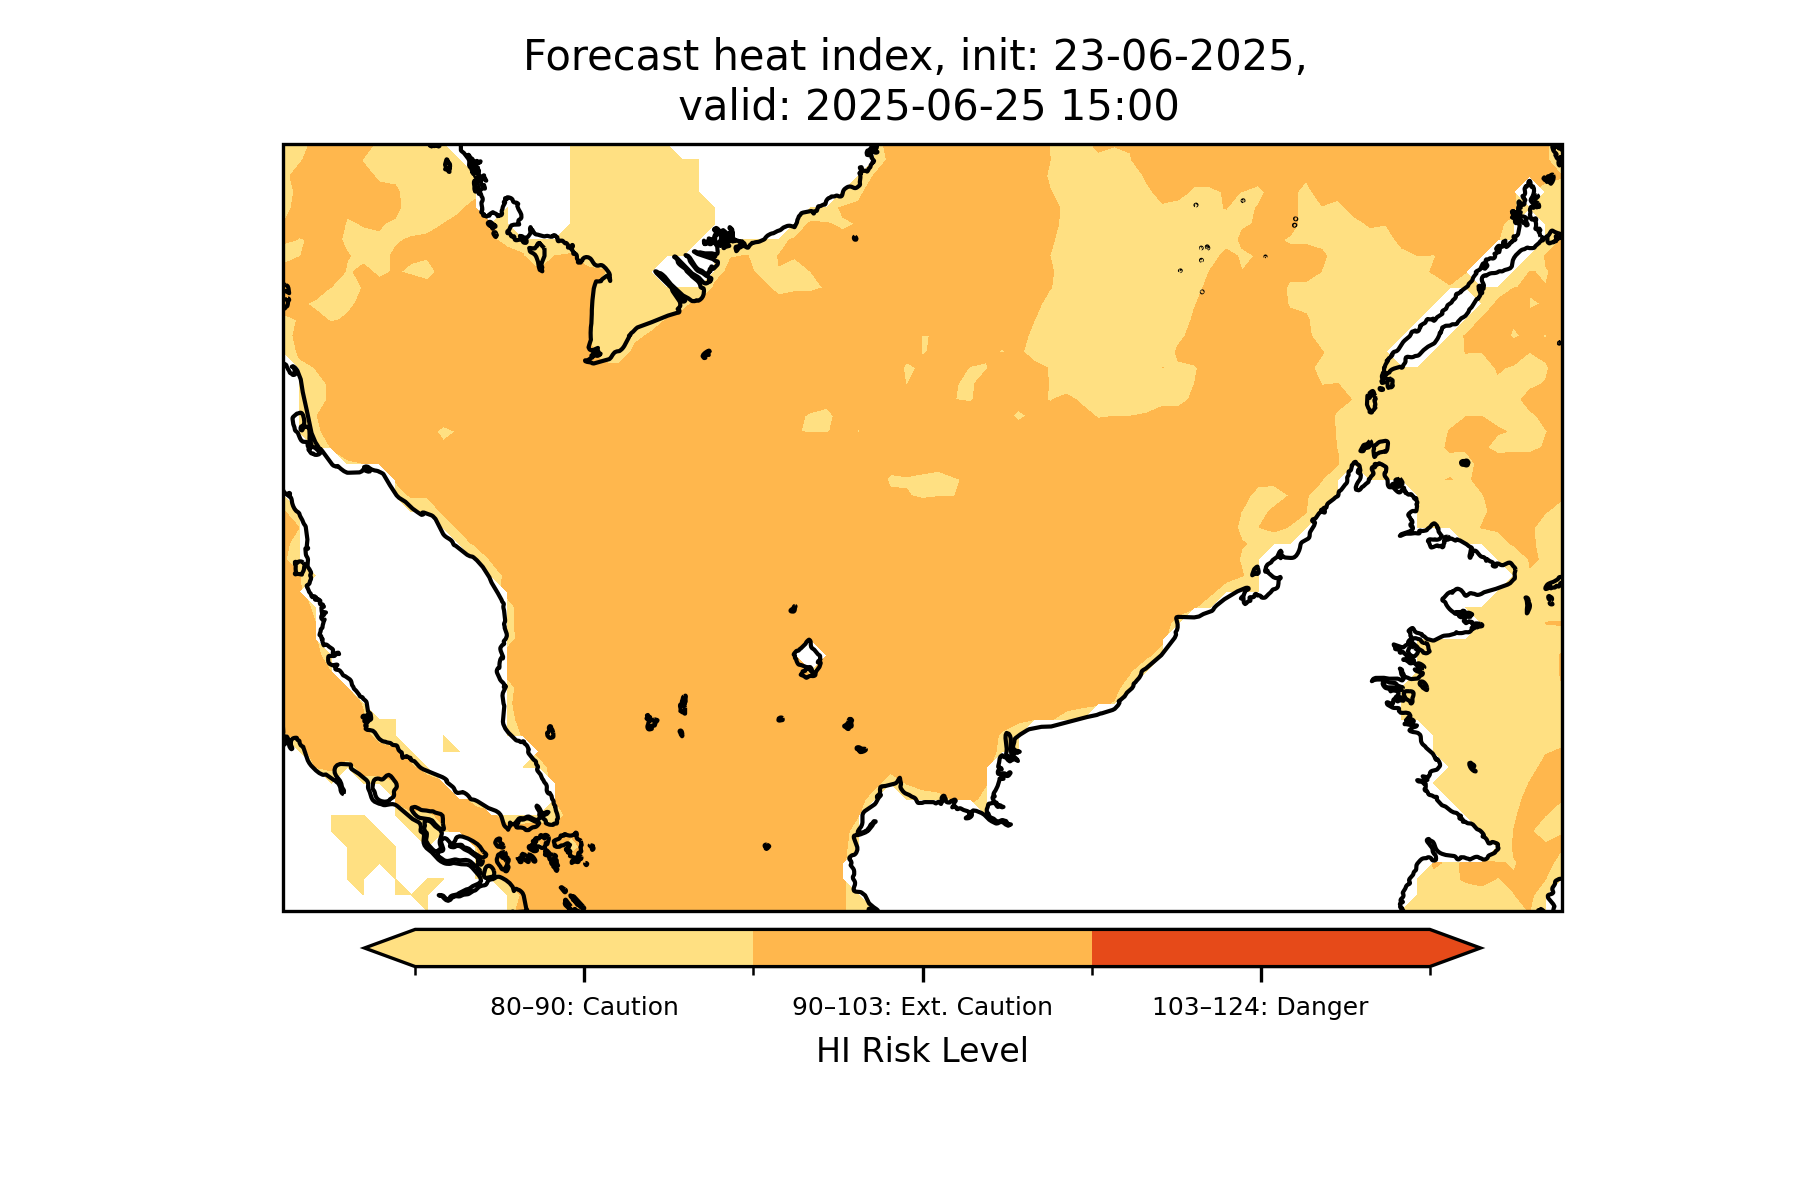 Forecast heat index, init: 23-06-2025,
valid: 2025-06-25 15:00
80–90: Caution
90–103: Ext. Caution
103–124: Danger
HI Risk Level